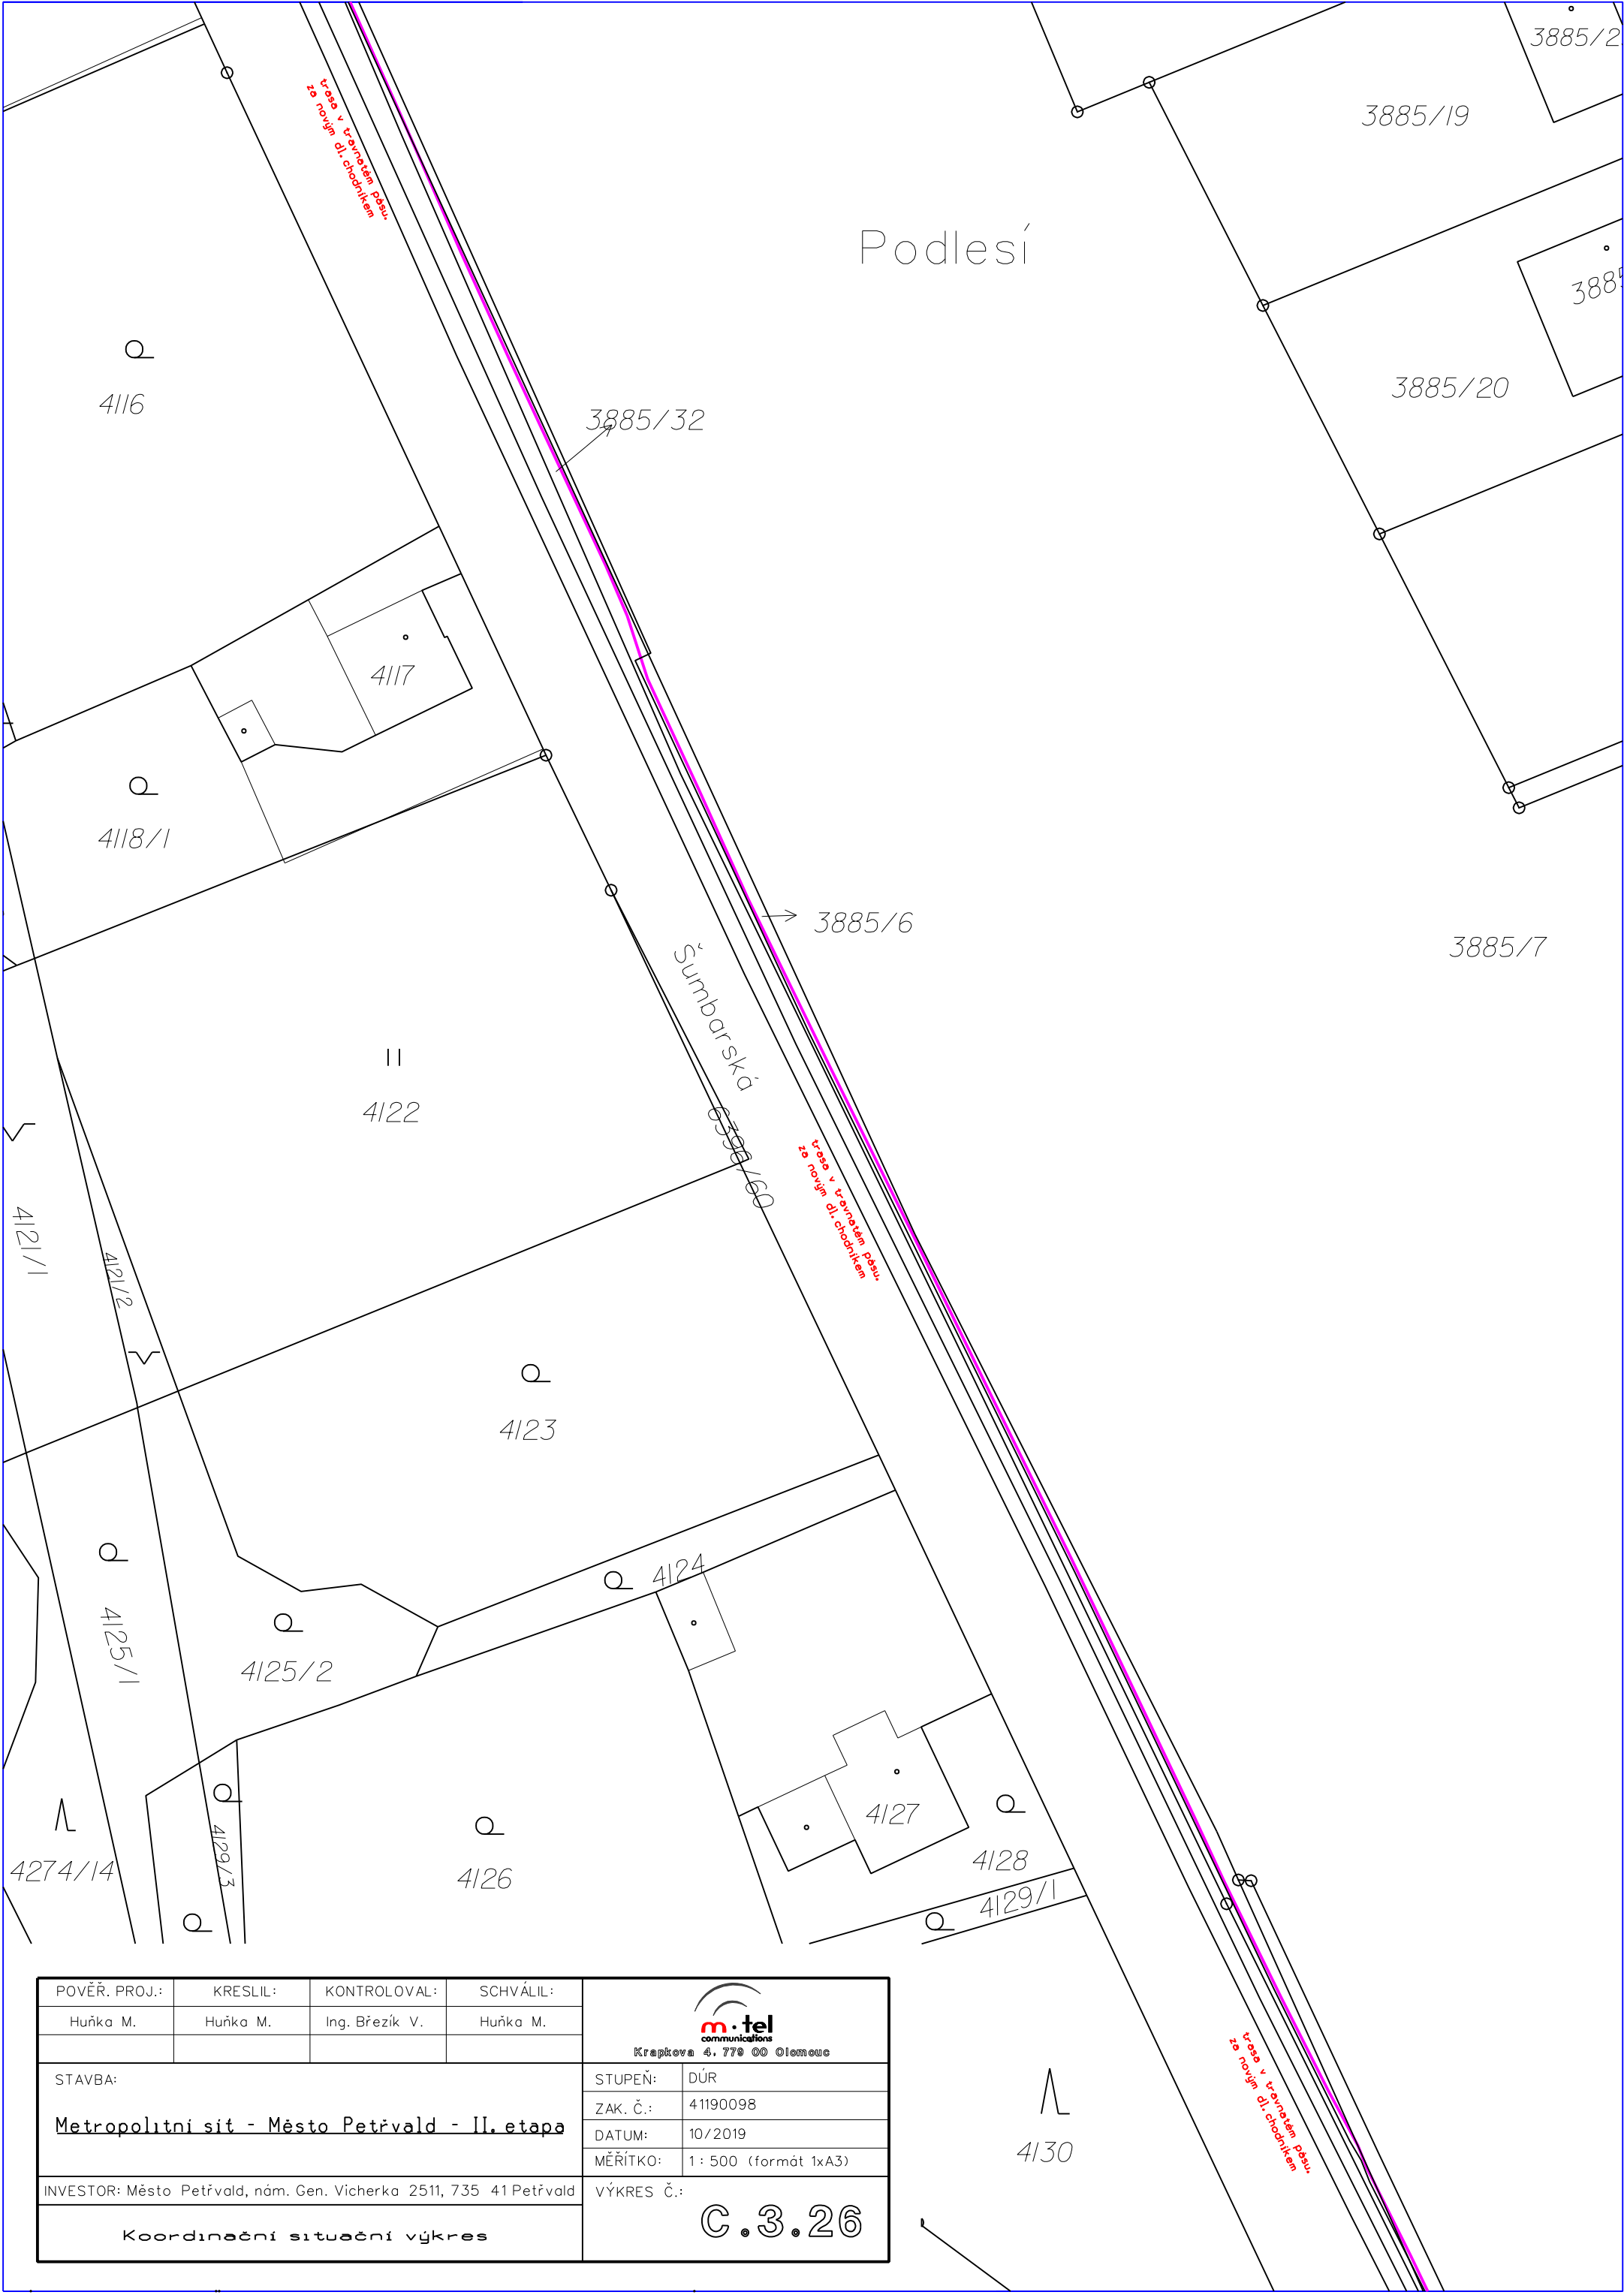 3885/2
3885/19
trasa v travnatém pásu,
za novým dl. chodníkem
Podlesí
3885/20
4116
3885/32
4117
4118/1
3885/6
3885/7
Šumbarská
4122
6396/60
trasa v travnatém pásu,
za novým dl. chodníkem
4121/1
4121/2
4123
4124
4125/1
4125/2
4127
4128
4129/3
4274/14
4126
4129/1
4130
trasa v travnatém pásu,
za novým dl. chodníkem
POVĚŘ. PROJ.: KRESLIL: KONTROLOVAL: SCHVÁLIL:
Huňka M. Huňka M. Ing. Březík V. Huňka M.
m·tel
communications
Krapkova 4, 779 00 Olomouc
STAVBA:
Metropolitní síť - Město Petřvald - II. etapa
STUPEŇ: DÚR
ZAK. Č.: 41190098
DATUM: 10/2019
MĚŘÍTKO: 1 : 500 (formát 1xA3)
INVESTOR: Město Petřvald, nám. Gen. Vicherka 2511, 735 41 Petřvald
VÝKRES Č.:
C.3.26
Koordinační situační výkres